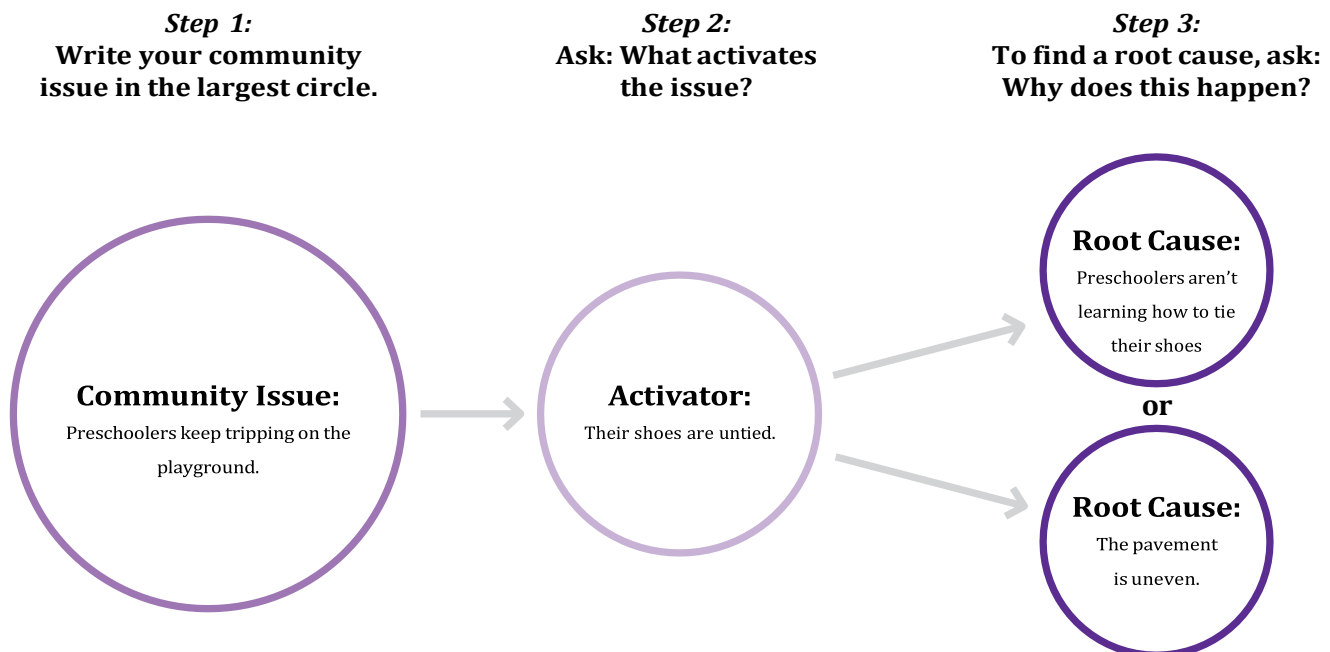 Step 1:
Write your community
issue in the largest circle.
Step 2:
Ask: What activates
the issue?
Step 3:
To find a root cause, ask:
Why does this happen?
Community Issue:
Preschoolers keep tripping on the
playground.
Activator:
Their shoes are untied.
Root Cause:
Preschoolers aren’t
learning how to tie
their shoes
or
Root Cause:
The pavement
is uneven.